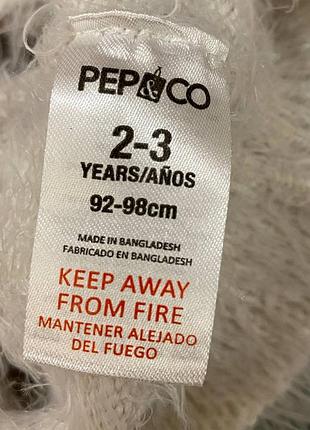 PEP&CO
2-3
YEARS/AÑOS
92-98cm
MADE IN BANGLADESH
FABRICADO EN BANGLADESH
KEEP AWAY
FROM FIRE
MANTENER ALEJADO
DEL FUEGO